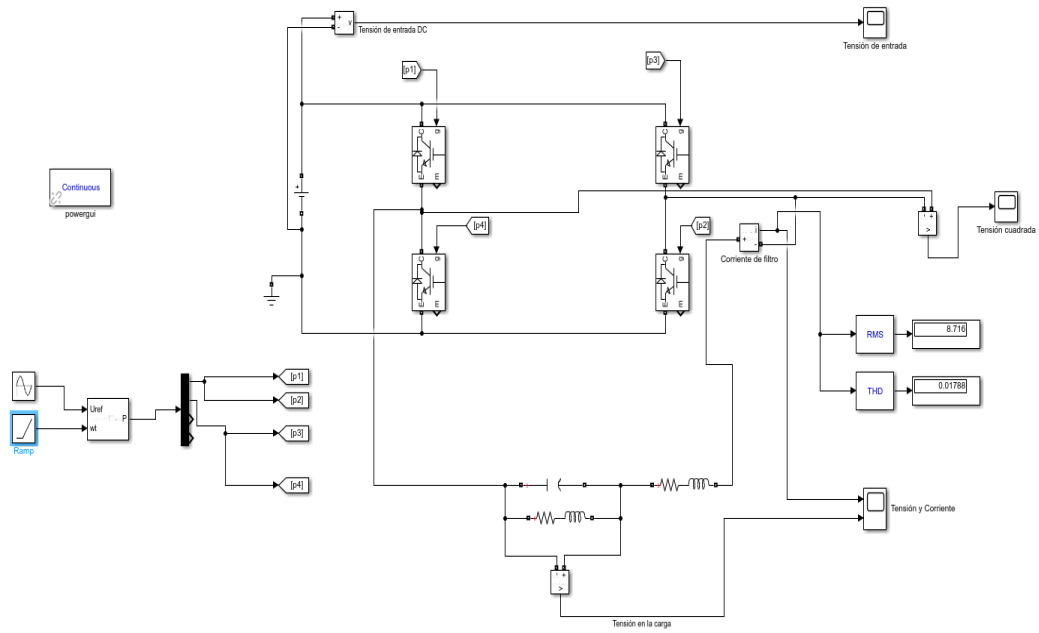 Tensión de entrada DC
v
+
-
Tensión de entrada
[p1]
[p3]
C
g
E
m
C
g
E
m
Continuous
powergui
+
[p4]
[p2]
C
g
E
m
C
g
E
m
i
+
-
Corriente de filtro
Tensión cuadrada
RMS
8.716
THD
0.01788
Uref
wt
P
Ramp
[p1]
[p2]
[p3]
[p4]
Tensión y Corriente
Tensión en la carga